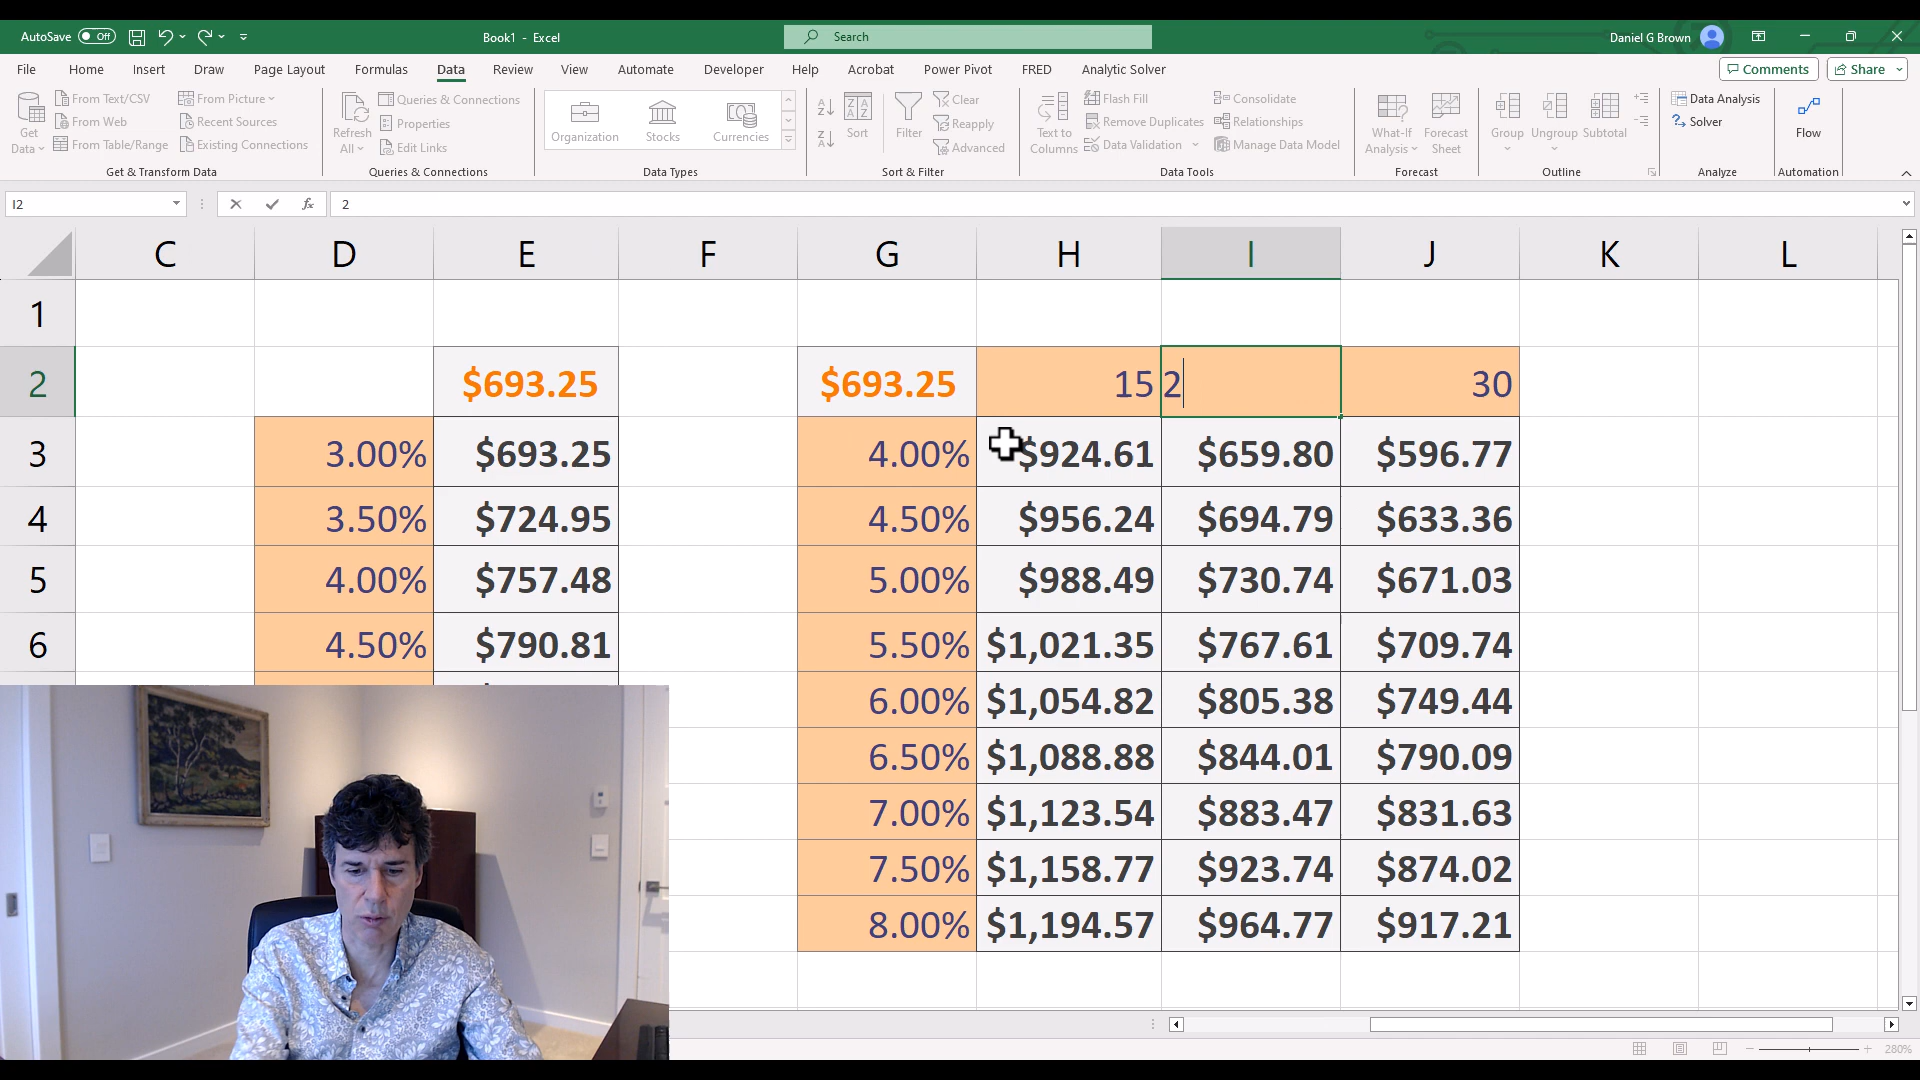 AutoSave Off Book1 - Excel Search Daniel G Brown
File Home Insert Draw Page Layout Formulas Data Review View Automate Developer Help Acrobat Power Pivot FRED Analytic Solver Comments Share
Get Data
From Text/CSV
From Web
From Table/Range
From Picture
Recent Sources
Existing Connections
Get & Transform Data
Refresh All
Queries & Connections
Properties
Edit Links
Queries & Connections
Organization Stocks Currencies
Data Types
Sort
Filter
Clear
Reapply
Advanced
Sort & Filter
Text to Columns
Flash Fill
Remove Duplicates
Data Validation
Consolidate
Relationships
Manage Data Model
Data Tools
What-If Analysis
Forecast Sheet
Forecast
Group Ungroup Subtotal
Outline
Data Analysis
Solver
Analyze
Flow
Automation
I2 fx 2
C D E F G H I J K L
1
2 $693.25 $693.25 15 2 30
3 3.00% $693.25 4.00% $924.61 $659.80 $596.77
4 3.50% $724.95 4.50% $956.24 $694.79 $633.36
5 4.00% $757.48 5.00% $988.49 $730.74 $671.03
6 4.50% $790.81 5.50% $1,021.35 $767.61 $709.74
6.00% $1,054.82 $805.38 $749.44
6.50% $1,088.88 $844.01 $790.09
7.00% $1,123.54 $883.47 $831.63
7.50% $1,158.77 $923.74 $874.02
8.00% $1,194.57 $964.77 $917.21
280%